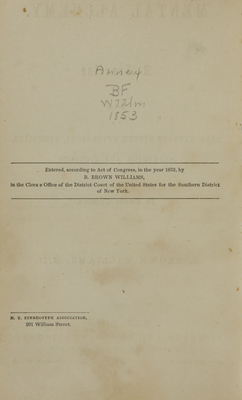 Annex
BF
W72lm
1853
Entered, according to Act of Congress, in the year 1852, by
B. BROWN WILLIAMS,
in the Clerk's Office of the District Court of the United States for the Southern District
of New York.
N. Y. STEREOTYPE ASSOCIATION,
201 William Street.